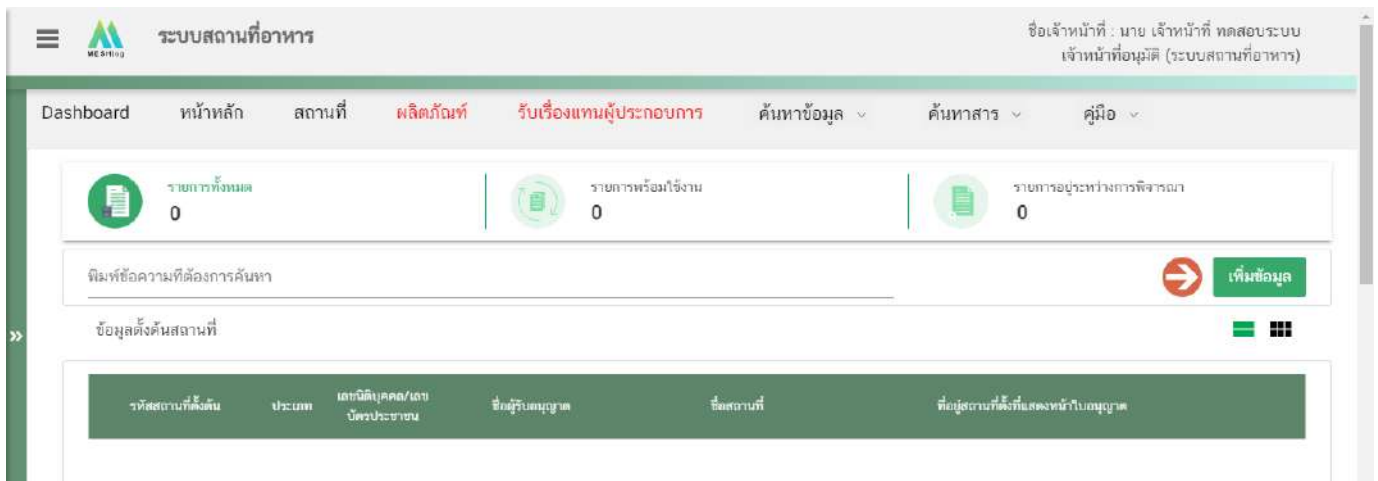 ระบบสถานที่อาหาร
ชื่อเจ้าหน้าที่ : นาย เจ้าหน้าที่ ทดสอบระบบ
เจ้าหน้าที่อนุมัติ (ระบบสถานที่อาหาร)
Dashboard หน้าหลัก สถานที่ ผลิตภัณฑ์ รับเรื่องแทนผู้ประกอบการ ค้นหาข้อมูล ค้นหาสาร คู่มือ
รายการทั้งหมด
0
รายการพร้อมใช้งาน
0
รายการอยู่ระหว่างการพิจารณา
0
พิมพ์ข้อความที่ต้องการค้นหา
เพิ่มข้อมูล
ข้อมูลตั้งต้นสถานที่
รหัสสถานที่ตั้งต้น ประเภท เลขนิติบุคคล/เลขบัตรประชาชน ชื่อผู้รับอนุญาต ชื่อสถานที่ ที่อยู่สถานที่ตั้งที่แสดงหน้าใบอนุญาต